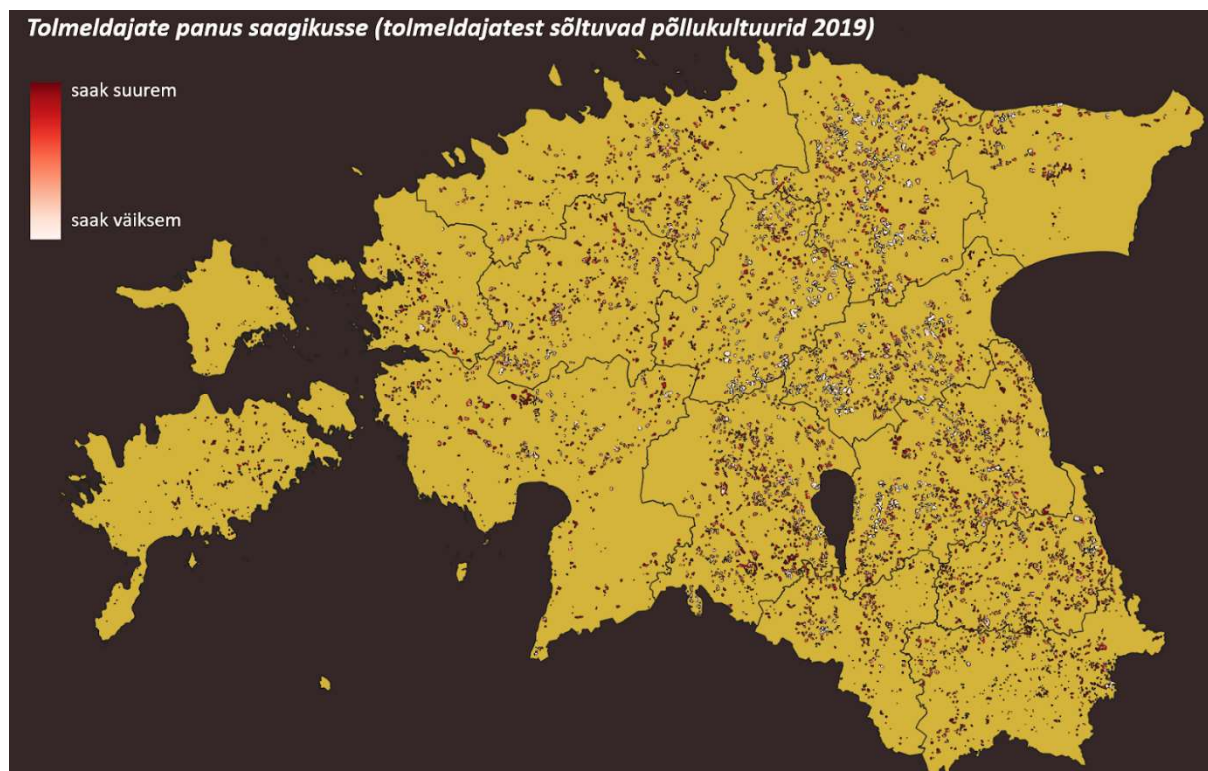 Tolmeldajate panus saagikusse (tolmeldajatest sõltuvad põllukultuurid 2019)
saak suurem
saak väiksem